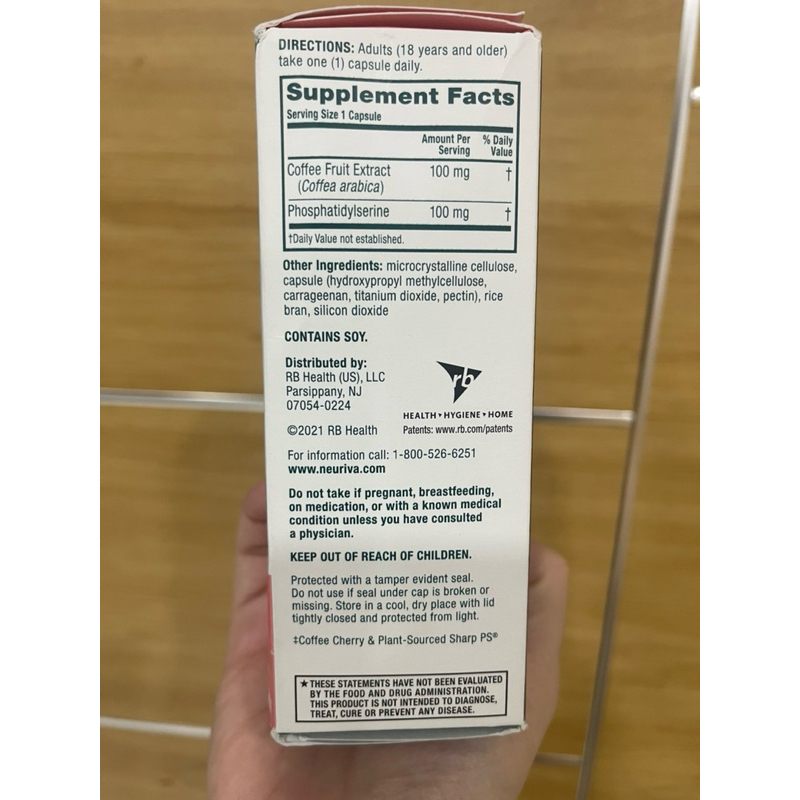 DIRECTIONS: Adults (18 years and older)
take one (1) capsule daily.
Supplement Facts
Serving Size 1 Capsule
Amount Per Serving % Daily Value
Coffee Fruit Extract 100 mg †
(Coffea arabica)
Phosphatidylserine 100 mg †
†Daily Value not established.
Other Ingredients: microcrystalline cellulose,
capsule (hydroxypropyl methylcellulose,
carrageenan, titanium dioxide, pectin), rice
bran, silicon dioxide
CONTAINS SOY.
Distributed by:
RB Health (US), LLC
Parsippany, NJ
07054-0224
©2021 RB Health
rb
HEALTH • HYGIENE • HOME
Patents: www.rb.com/patents
For information call: 1-800-526-6251
www.neuriva.com
Do not take if pregnant, breastfeeding,
on medication, or with a known medical
condition unless you have consulted
a physician.
KEEP OUT OF REACH OF CHILDREN.
Protected with a tamper evident seal.
Do not use if seal under cap is broken or
missing. Store in a cool, dry place with lid
tightly closed and protected from light.
‡Coffee Cherry & Plant-Sourced Sharp PS®
★THESE STATEMENTS HAVE NOT BEEN EVALUATED
BY THE FOOD AND DRUG ADMINISTRATION.
THIS PRODUCT IS NOT INTENDED TO DIAGNOSE,
TREAT, CURE OR PREVENT ANY DISEASE.